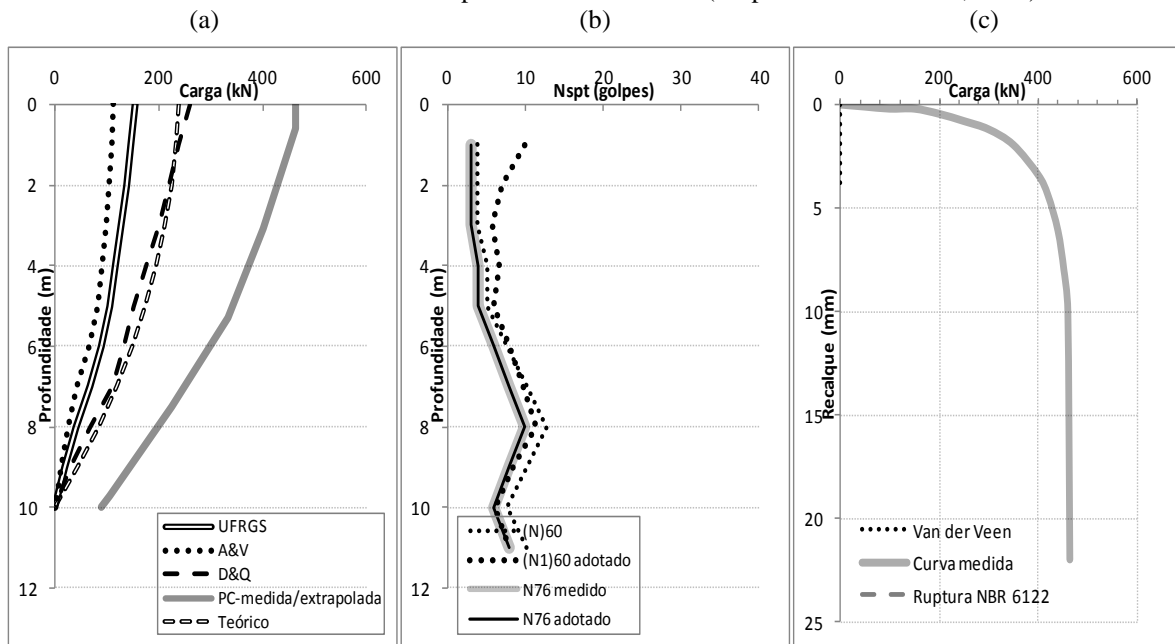 (a)
(b)
(c)
0 200 400 600
Carga (kN)
0
2
4
6
8
10
12
Profundidade (m)
UFRGS
A&V
D&Q
PC-medida/extrapolada
Teórico
0 10 20 30 40
Nspt (golpes)
0
2
4
6
8
10
12
Profundidade (m)
(N)60
(N1)60 adotado
N76 medido
N76 adotado
0 200 400 600
Carga (kN)
0
5
10
15
20
25
Recalque (mm)
Van der Veen
Curva medida
Ruptura NBR 6122